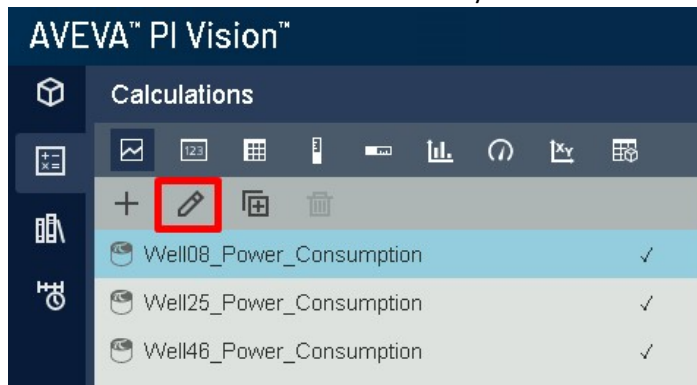 AVEVA™ PI Vision™
Calculations
123
Well08_Power_Consumption ✓
Well25_Power_Consumption ✓
Well46_Power_Consumption ✓